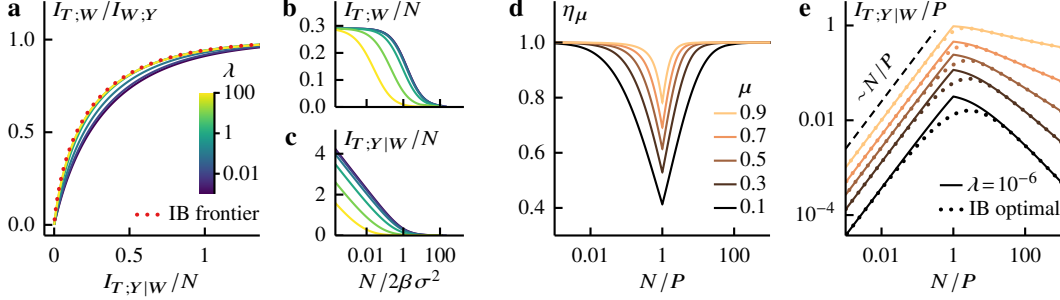 a
I_{T;W}/I_{W;Y}
1.0
0.5
0.0
λ
100
1
0.01
IB frontier
0
0.5
1
I_{T;Y|W}/N
b
I_{T;W}/N
0.3
0.2
0.1
0.0
c
I_{T;Y|W}/N
4
2
0
0.01
1
100
N/2βσ²
d
η_μ
1.0
0.8
0.6
0.4
μ
0.9
0.7
0.5
0.3
0.1
0.01
1
100
N/P
e
I_{T;Y|W}/P
1
0.01
10⁻⁴
~N/P
λ=10⁻⁶
IB optimal
0.01
1
100
N/P